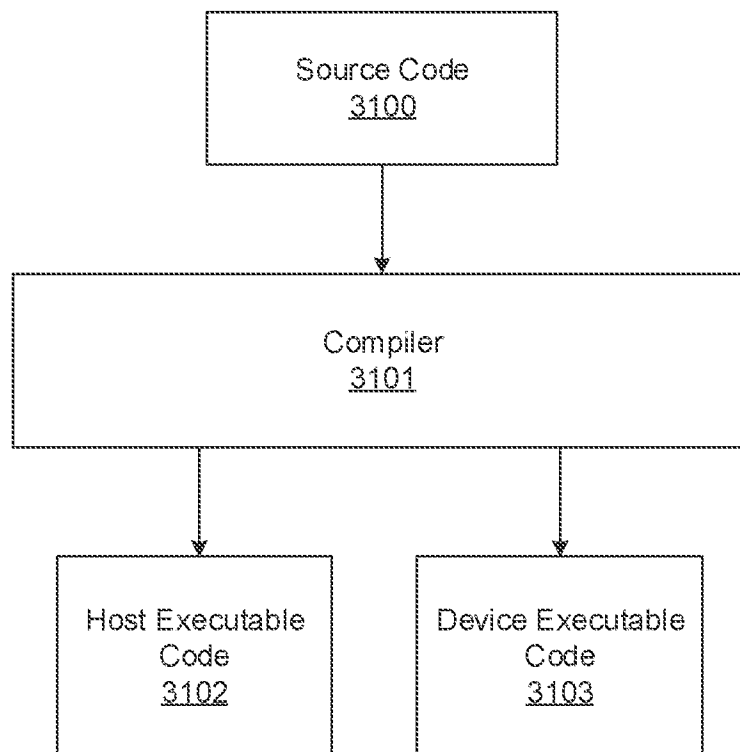 Source Code
3100
Compiler
3101
Host Executable
Code
3102
Device Executable
Code
3103